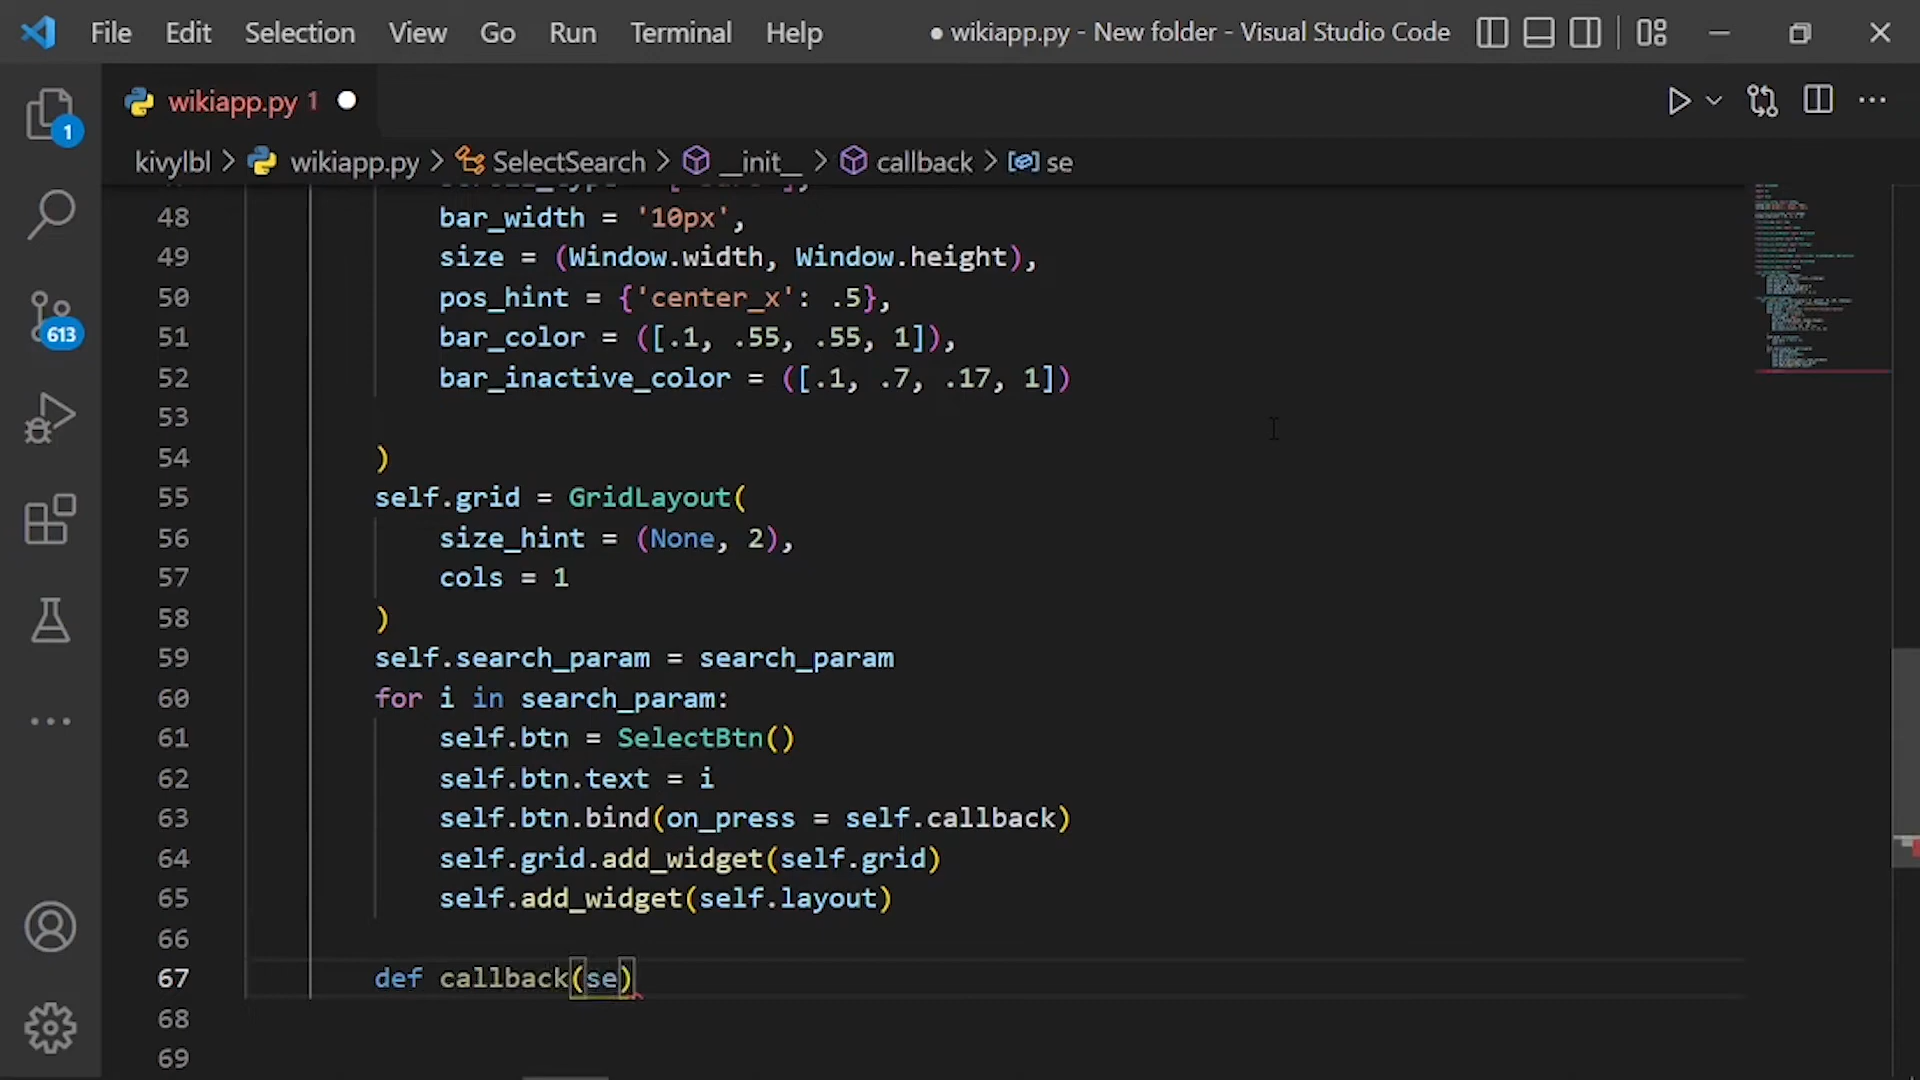 File Edit Selection View Go Run Terminal Help ● wikiapp.py - New folder - Visual Studio Code
wikiapp.py 1
kivylbl > wikiapp.py > SelectSearch > __init__ > callback > se
1
613
48 bar_width = '10px',
49 size = (Window.width, Window.height),
50 pos_hint = {'center_x': .5},
51 bar_color = ([.1, .55, .55, 1]),
52 bar_inactive_color = ([.1, .7, .17, 1])
53
54 )
55 self.grid = GridLayout(
56 size_hint = (None, 2),
57 cols = 1
58 )
59 self.search_param = search_param
60 for i in search_param:
61 self.btn = SelectBtn()
62 self.btn.text = i
63 self.btn.bind(on_press = self.callback)
64 self.grid.add_widget(self.grid)
65 self.add_widget(self.layout)
66
67 def callback(se)
68
69